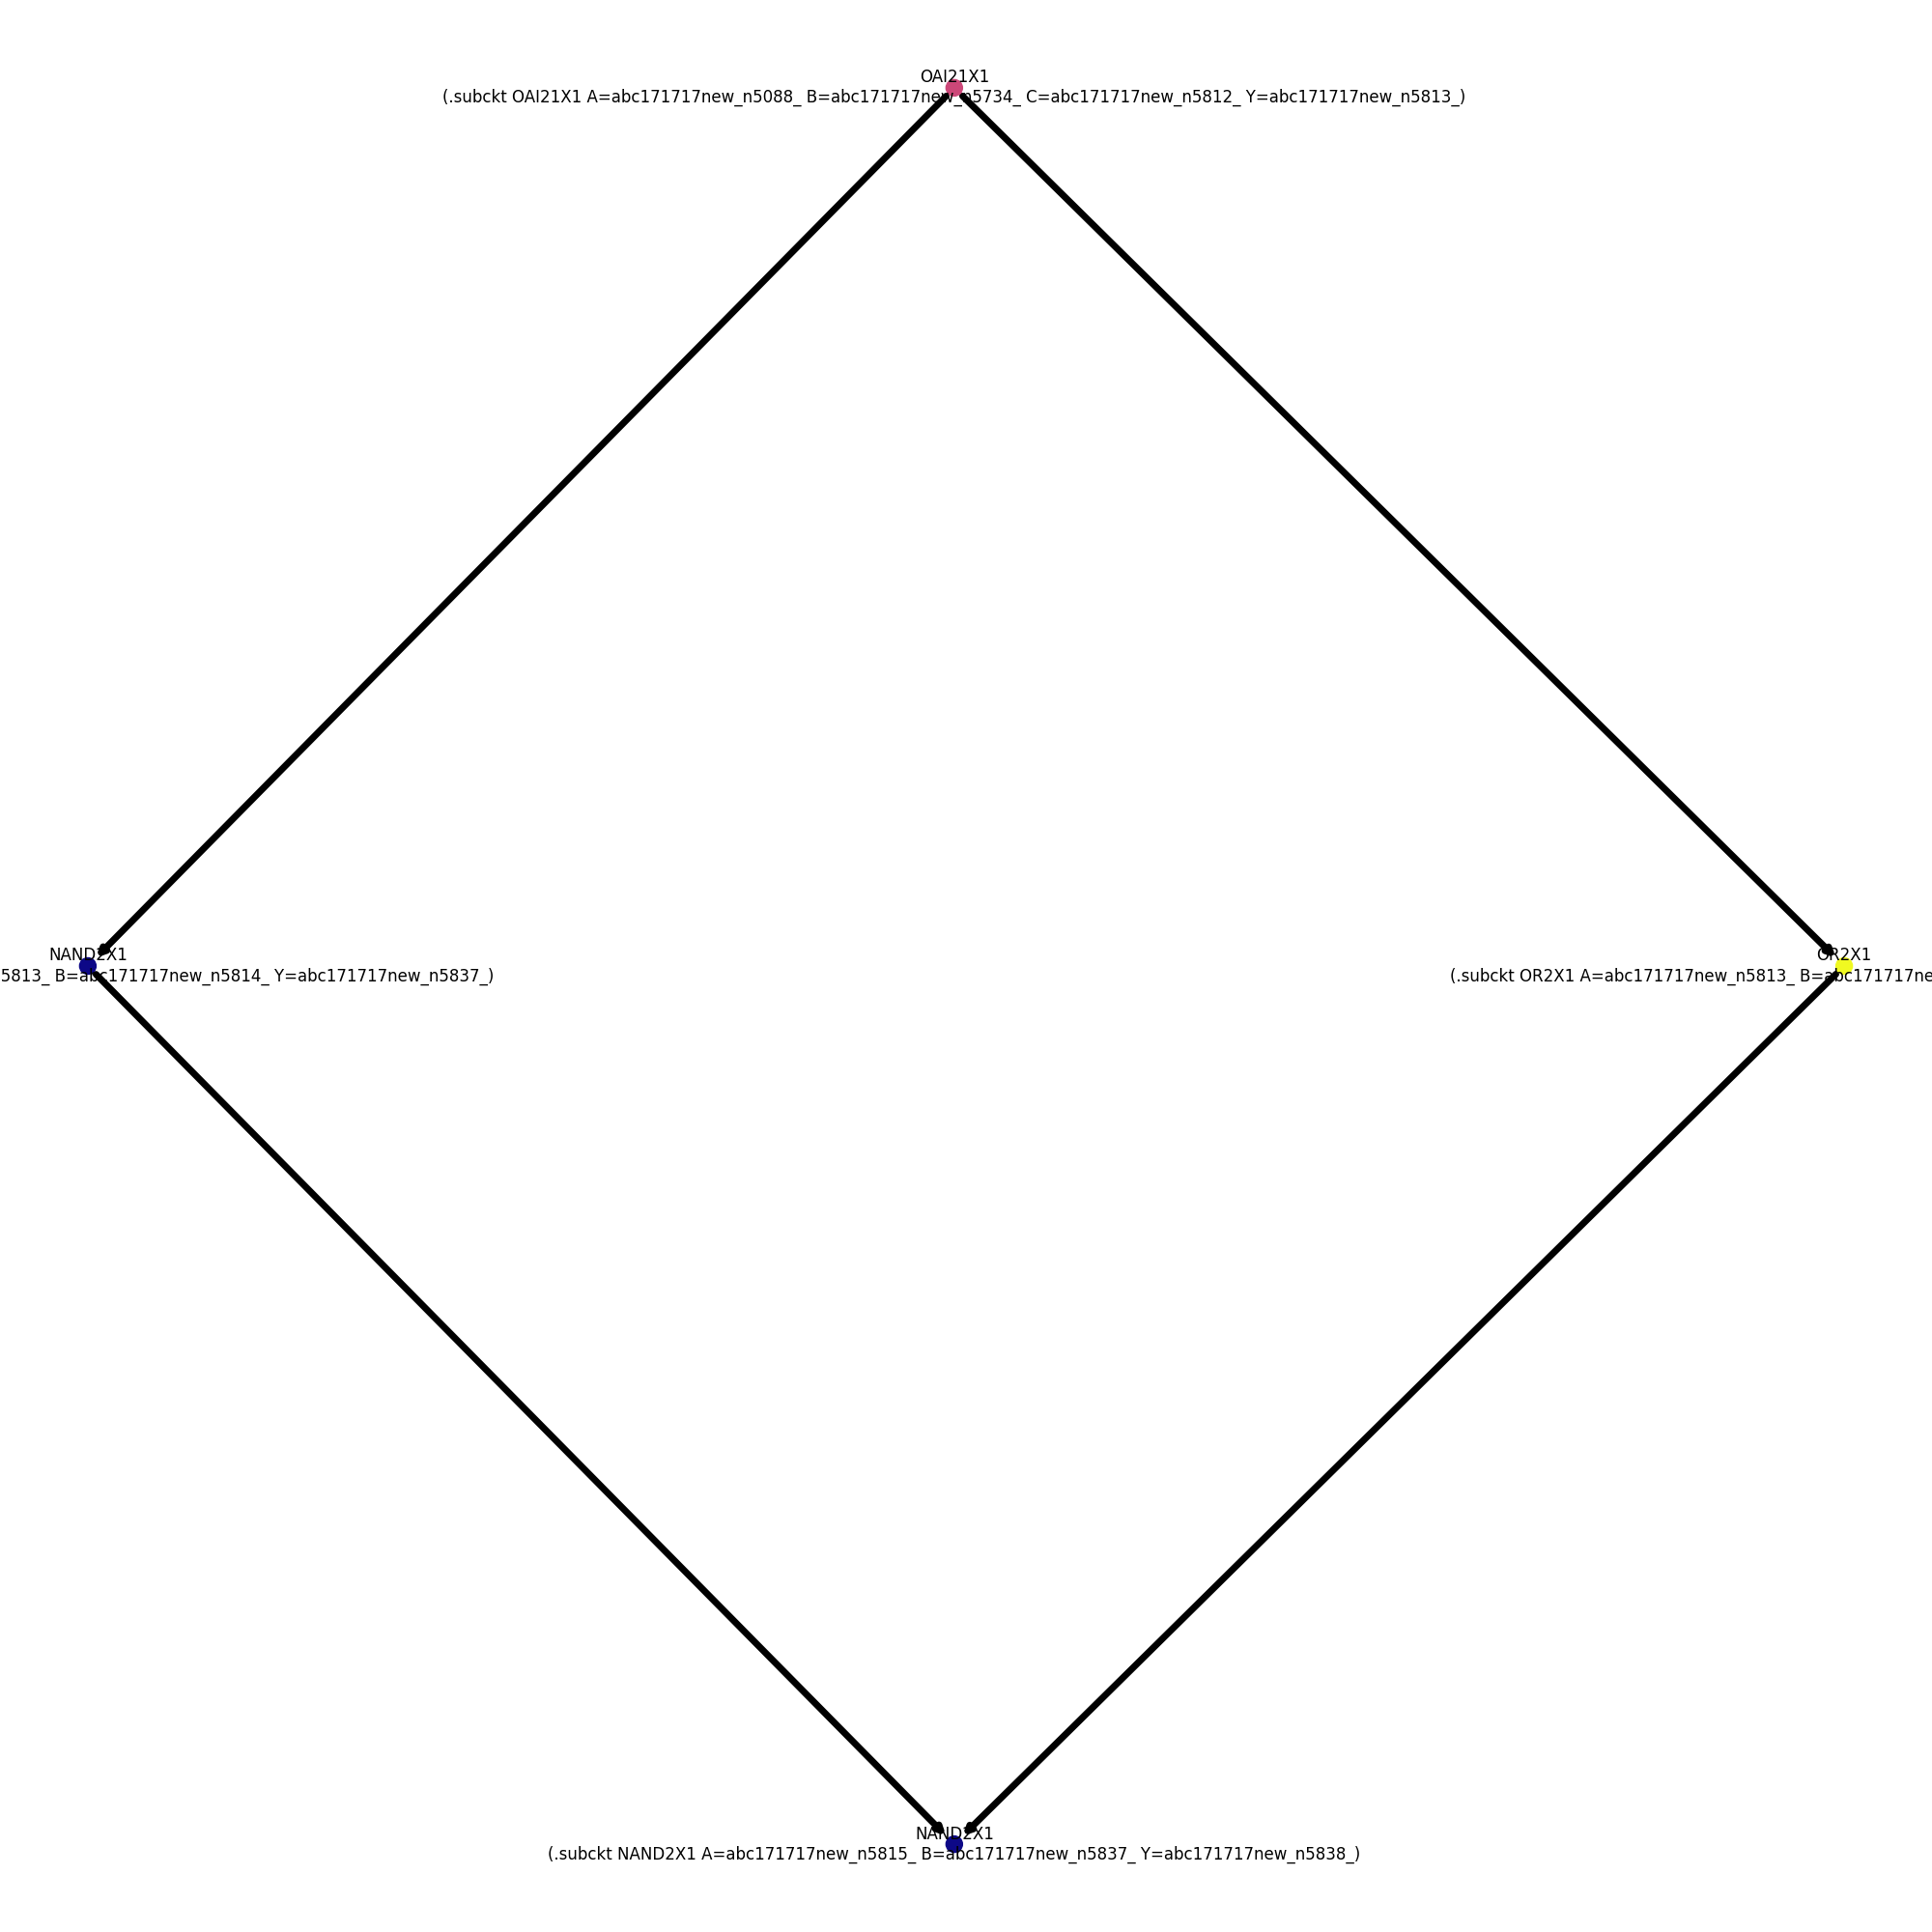 OAI21X1
(.subckt OAI21X1 A=abc171717new_n5088_ B=abc171717new_n5734_ C=abc171717new_n5812_ Y=abc171717new_n5813_)
NAND2X1
5813_ B=abc171717new_n5814_ Y=abc171717new_n5837_)
OR2X1
(.subckt OR2X1 A=abc171717new_n5813_ B=abc171717ne
NAND2X1
(.subckt NAND2X1 A=abc171717new_n5815_ B=abc171717new_n5837_ Y=abc171717new_n5838_)